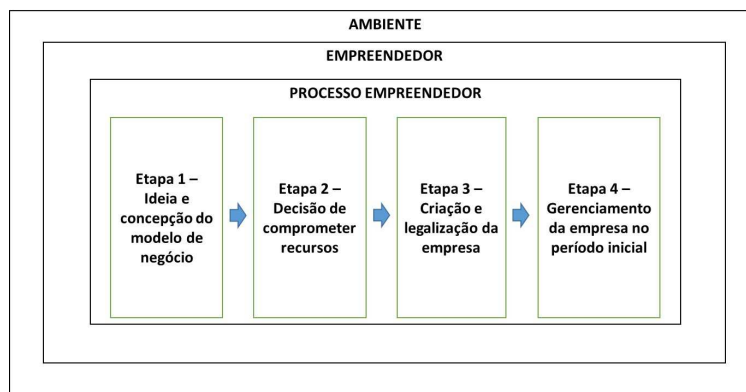 AMBIENTE
EMPREENDEDOR
PROCESSO EMPREENDEDOR
Etapa 1 –
Ideia e
concepção do
modelo de
negócio
Etapa 2 –
Decisão de
comprometer
recursos
Etapa 3 –
Criação e
legalização da
empresa
Etapa 4 –
Gerenciamento
da empresa no
período inicial